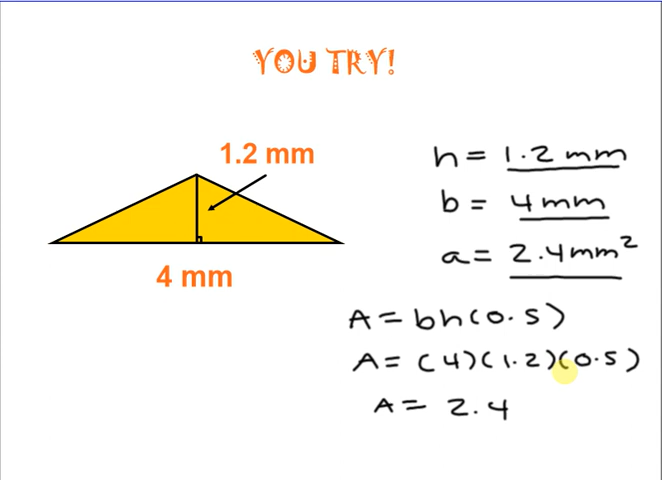 YOU TRY!
1.2 mm
4 mm
h = 1.2 mm
b = 4mm
a = 2.4mm²
A = bh(0.5)
A = (4)(1.2)(0.5)
A = 2.4